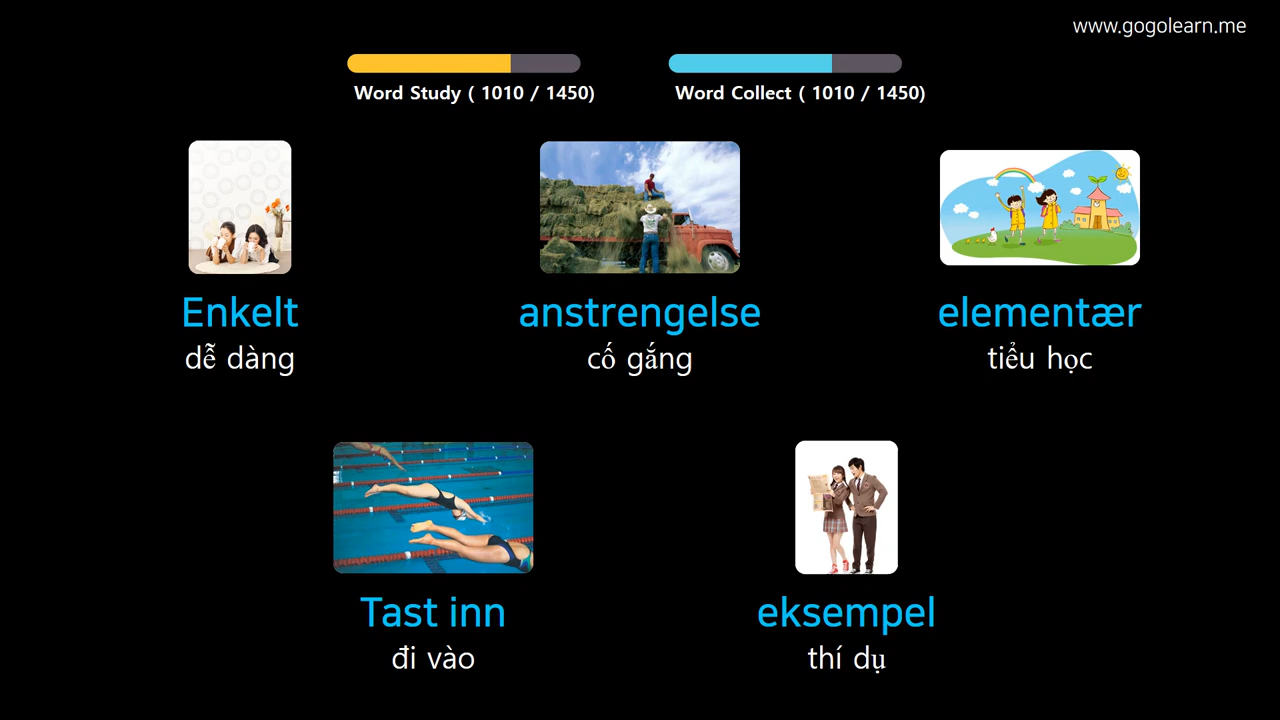 www.gogolearn.me
Word Study ( 1010 / 1450)
Word Collect ( 1010 / 1450)
Enkelt
dễ dàng
anstrengelse
cố gắng
elementær
tiểu học
Tast inn
đi vào
eksempel
thí dụ